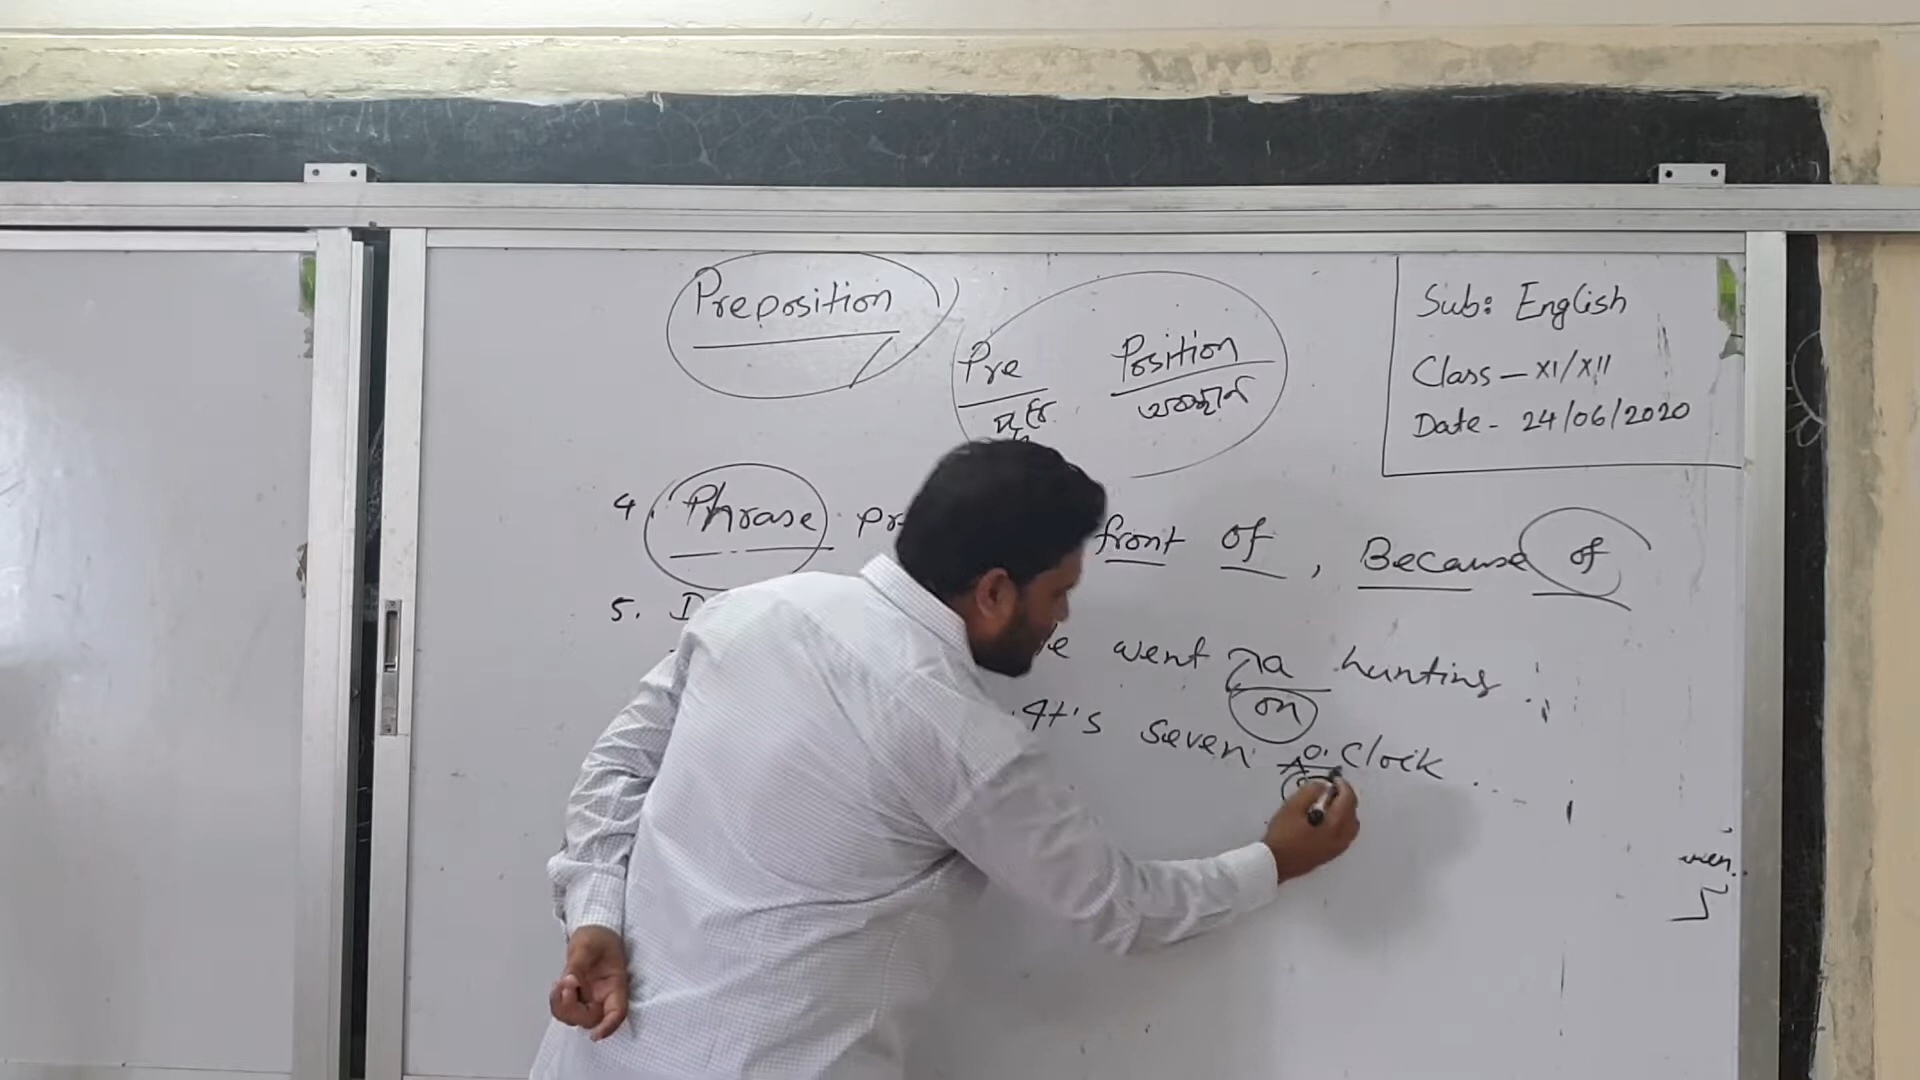 Preposition
Pre Position
পূর্বে অবস্থান
Sub: English
Class - XI/XII
Date - 24/06/2020
4. Phrase front of, Because of
5.
went a hunting.
on
It's seven o'Clock.